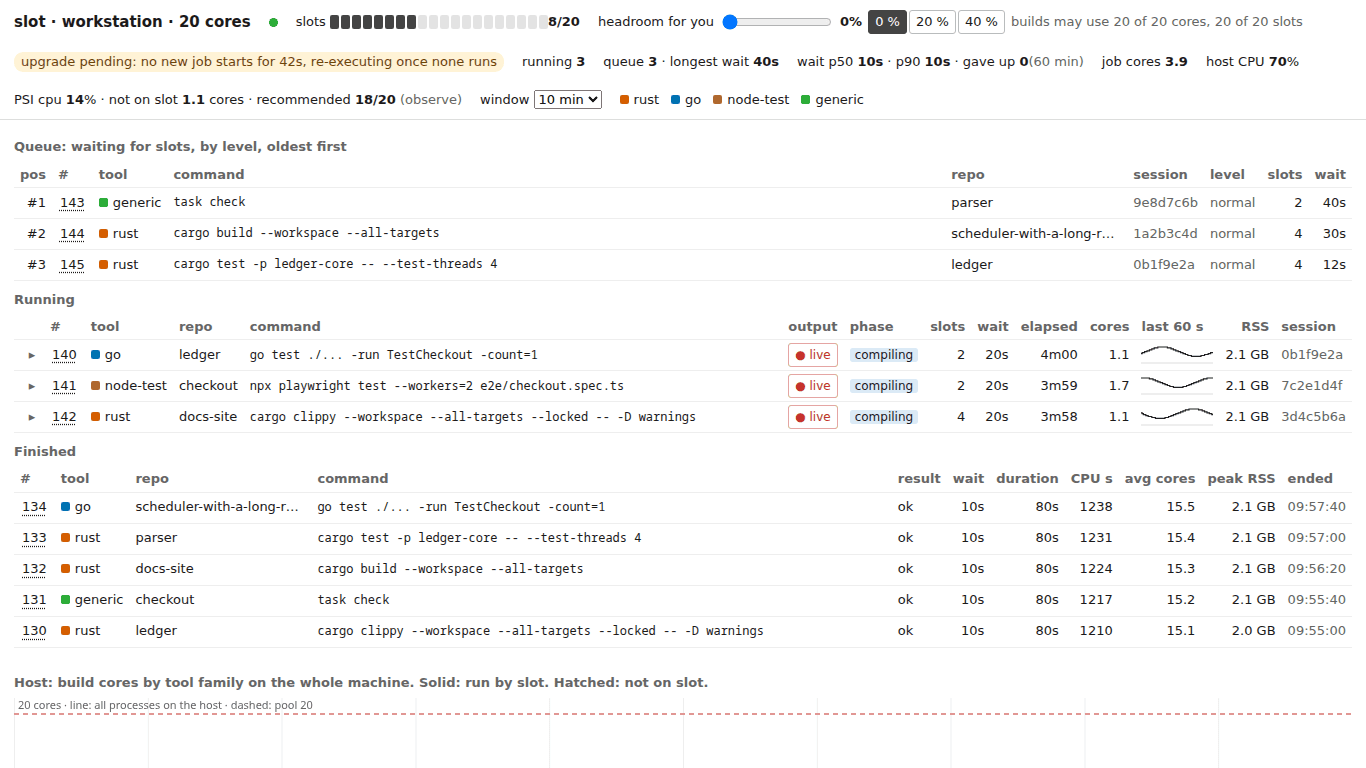 slot · workstation · 20 cores ● slots 8/20 headroom for you 0% 0 % 20 % 40 % builds may use 20 of 20 cores, 20 of 20 slots
upgrade pending: no new job starts for 42s, re-executing once none runs running 3 queue 3 · longest wait 40s wait p50 10s · p90 10s · gave up 0(60 min) job cores 3.9 host CPU 70%
PSI cpu 14% · not on slot 1.1 cores · recommended 18/20 (observe) window 10 min rust go node-test generic
Queue: waiting for slots, by level, oldest first
pos # tool command repo session level slots wait
#1 143 generic task check parser 9e8d7c6b normal 2 40s
#2 144 rust cargo build --workspace --all-targets scheduler-with-a-long-r… 1a2b3c4d normal 4 30s
#3 145 rust cargo test -p ledger-core -- --test-threads 4 ledger 0b1f9e2a normal 4 12s
Running
# tool repo command output phase slots wait elapsed cores last 60 s RSS session
▸ 140 go ledger go test ./... -run TestCheckout -count=1 ● live compiling 2 20s 4m00 1.1 2.1 GB 0b1f9e2a
▸ 141 node-test checkout npx playwright test --workers=2 e2e/checkout.spec.ts ● live compiling 2 20s 3m59 1.7 2.1 GB 7c2e1d4f
▸ 142 rust docs-site cargo clippy --workspace --all-targets --locked -- -D warnings ● live compiling 4 20s 3m58 1.1 2.1 GB 3d4c5b6a
Finished
# tool repo command result wait duration CPU s avg cores peak RSS ended
134 go scheduler-with-a-long-r… go test ./... -run TestCheckout -count=1 ok 10s 80s 1238 15.5 2.1 GB 09:57:40
133 rust parser cargo test -p ledger-core -- --test-threads 4 ok 10s 80s 1231 15.4 2.1 GB 09:57:00
132 rust docs-site cargo build --workspace --all-targets ok 10s 80s 1224 15.3 2.1 GB 09:56:20
131 generic checkout task check ok 10s 80s 1217 15.2 2.1 GB 09:55:40
130 rust ledger cargo clippy --workspace --all-targets --locked -- -D warnings ok 10s 80s 1210 15.1 2.0 GB 09:55:00
Host: build cores by tool family on the whole machine. Solid: run by slot. Hatched: not on slot.
20 cores · line: all processes on the host · dashed: pool 20